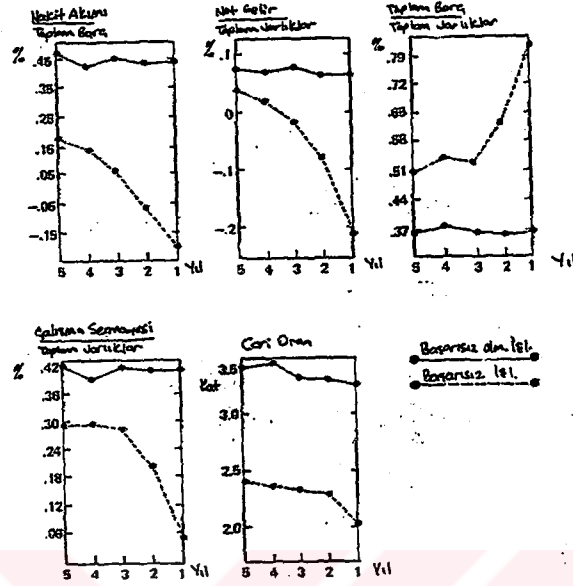 Nakit Akımı
Toplam Borç
%
.45
.35
.28
.15
.05
-.05
-.15
5 4 3 2 1 Yıl
Net Gelir
Toplam Varlıklar
%
.1
0
-.1
-.2
5 4 3 2 1 Yıl
Toplam Borç
Toplam Varlıklar
%
.79
.72
.65
.58
.51
.44
.37
5 4 3 2 1 Yıl
Çalışma Sermayesi
Toplam Varlıklar
%
.42
.36
.30
.24
.18
.12
.06
5 4 3 2 1 Yıl
Cari Oran
Kat
3.5
3.0
2.5
2.0
5 4 3 2 1 Yıl
Başarısız olm. İşl.
Başarısız İşl.